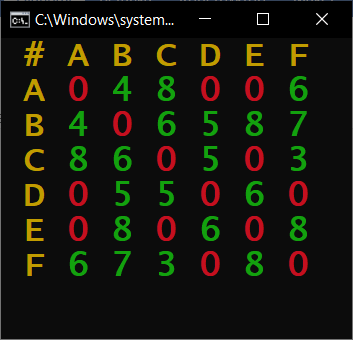 C:\Windows\system...
# A B C D E F
A 0 4 8 0 0 6
B 4 0 6 5 8 7
C 8 6 0 5 0 3
D 0 5 5 0 6 0
E 0 8 0 6 0 8
F 6 7 3 0 8 0